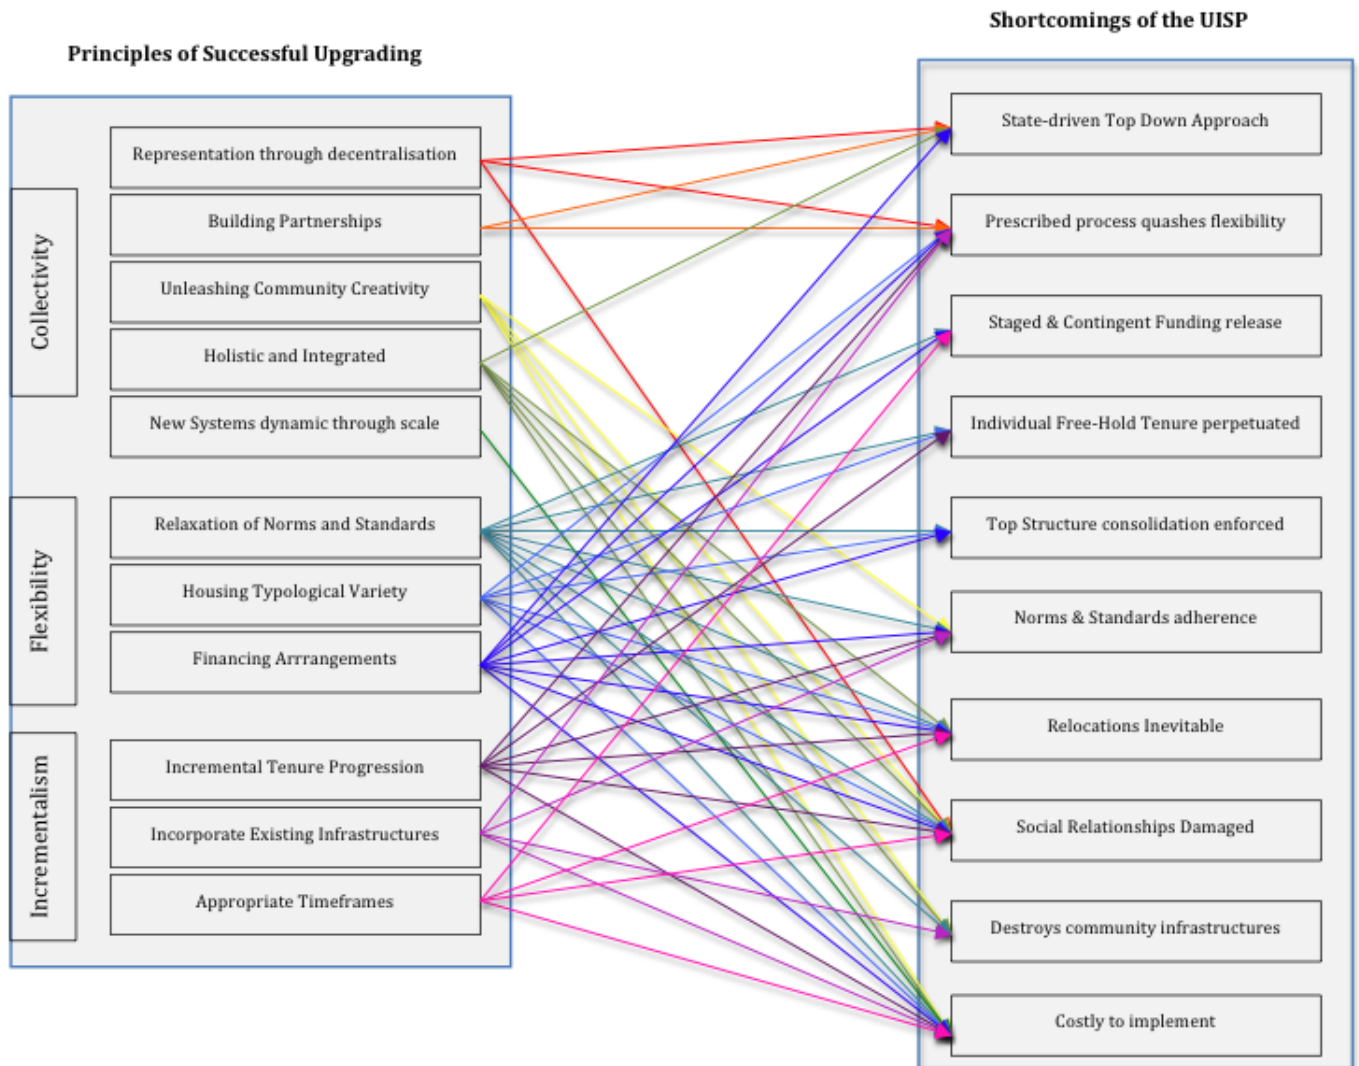 Shortcomings of the UISP
Principles of Successful Upgrading
Collectivity
Representation through decentralisation
Building Partnerships
Unleashing Community Creativity
Holistic and Integrated
New Systems dynamic through scale
Flexibility
Relaxation of Norms and Standards
Housing Typological Variety
Financing Arrrangements
Incrementalism
Incremental Tenure Progression
Incorporate Existing Infrastructures
Appropriate Timeframes
State-driven Top Down Approach
Prescribed process quashes flexibility
Staged & Contingent Funding release
Individual Free-Hold Tenure perpetuated
Top Structure consolidation enforced
Norms & Standards adherence
Relocations Inevitable
Social Relationships Damaged
Destroys community infrastructures
Costly to implement